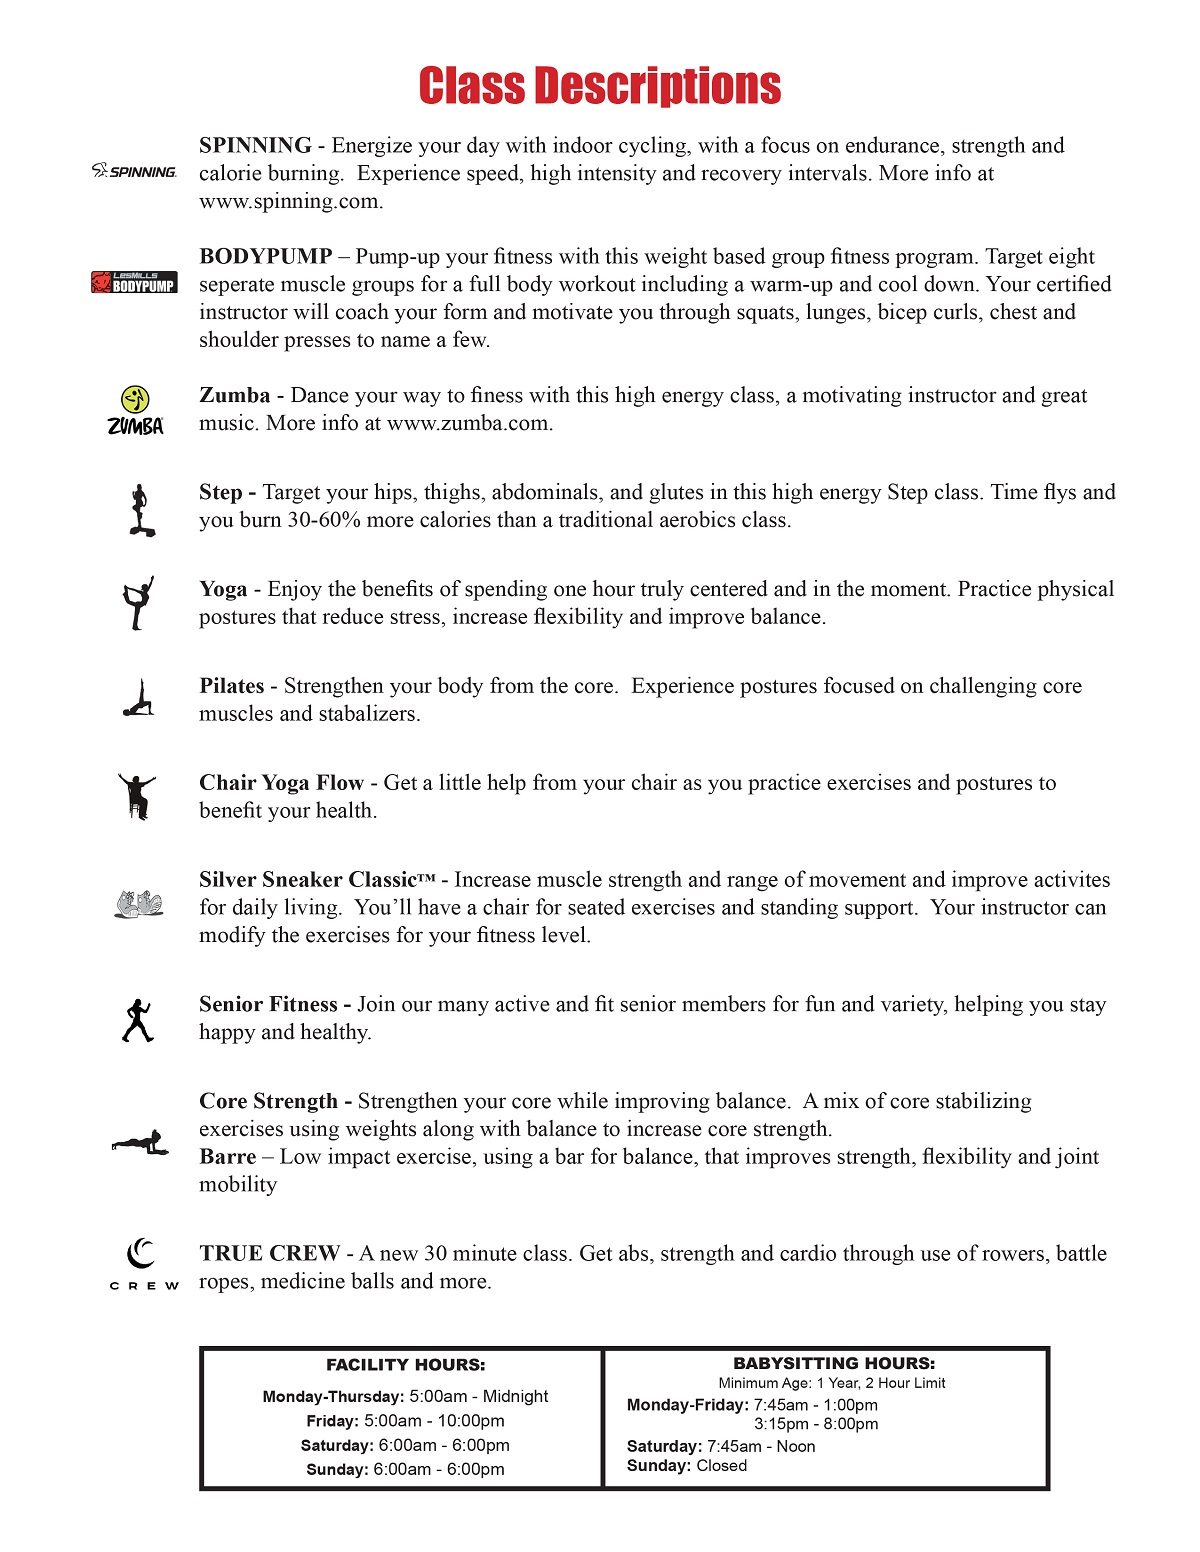 Class Descriptions
SPINNING - Energize your day with indoor cycling, with a focus on endurance, strength and
SPINNING.
calorie burning.  Experience speed, high intensity and recovery intervals. More info at
www.spinning.com.
BODYPUMP – Pump-up your fitness with this weight based group fitness program. Target eight
LESMILLS
BODYPUMP
seperate muscle groups for a full body workout including a warm-up and cool down. Your certified
instructor will coach your form and motivate you through squats, lunges, bicep curls, chest and
shoulder presses to name a few.
Zumba - Dance your way to finess with this high energy class, a motivating instructor and great
ZUMBA
music. More info at www.zumba.com.
Step - Target your hips, thighs, abdominals, and glutes in this high energy Step class. Time flys and
you burn 30-60% more calories than a traditional aerobics class.
Yoga - Enjoy the benefits of spending one hour truly centered and in the moment. Practice physical
postures that reduce stress, increase flexibility and improve balance.
Pilates - Strengthen your body from the core.  Experience postures focused on challenging core
muscles and stabalizers.
Chair Yoga Flow - Get a little help from your chair as you practice exercises and postures to
benefit your health.
Silver Sneaker Classic™ - Increase muscle strength and range of movement and improve activites
for daily living.  You’ll have a chair for seated exercises and standing support.  Your instructor can
modify the exercises for your fitness level.
Senior Fitness - Join our many active and fit senior members for fun and variety, helping you stay
happy and healthy.
Core Strength - Strengthen your core while improving balance.  A mix of core stabilizing
exercises using weights along with balance to increase core strength.
Barre – Low impact exercise, using a bar for balance, that improves strength, flexibility and joint
mobility
TRUE CREW - A new 30 minute class. Get abs, strength and cardio through use of rowers, battle
CREW
ropes, medicine balls and more.
FACILITY HOURS:
Monday-Thursday: 5:00am - Midnight
Friday: 5:00am - 10:00pm
Saturday: 6:00am - 6:00pm
Sunday: 6:00am - 6:00pm
BABYSITTING HOURS:
Minimum Age: 1 Year, 2 Hour Limit
Monday-Friday: 7:45am - 1:00pm
3:15pm - 8:00pm
Saturday: 7:45am - Noon
Sunday: Closed